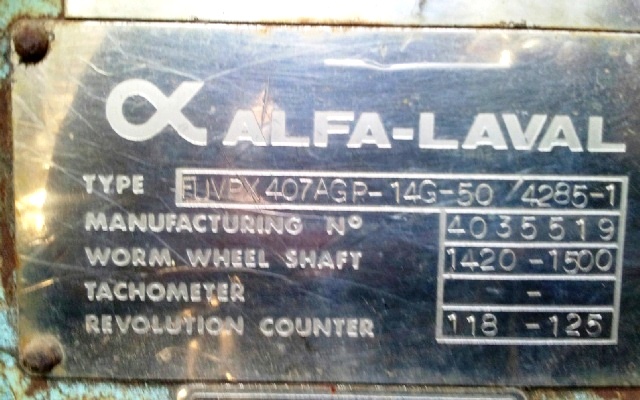 α ALFA-LAVAL
TYPE FUVPX 407AGP-14G-50 / 4285-1
MANUFACTURING Nº 4035519
WORM. WHEEL SHAFT 1420 - 1500
TACHOMETER -
REVOLUTION COUNTER 118 - 125